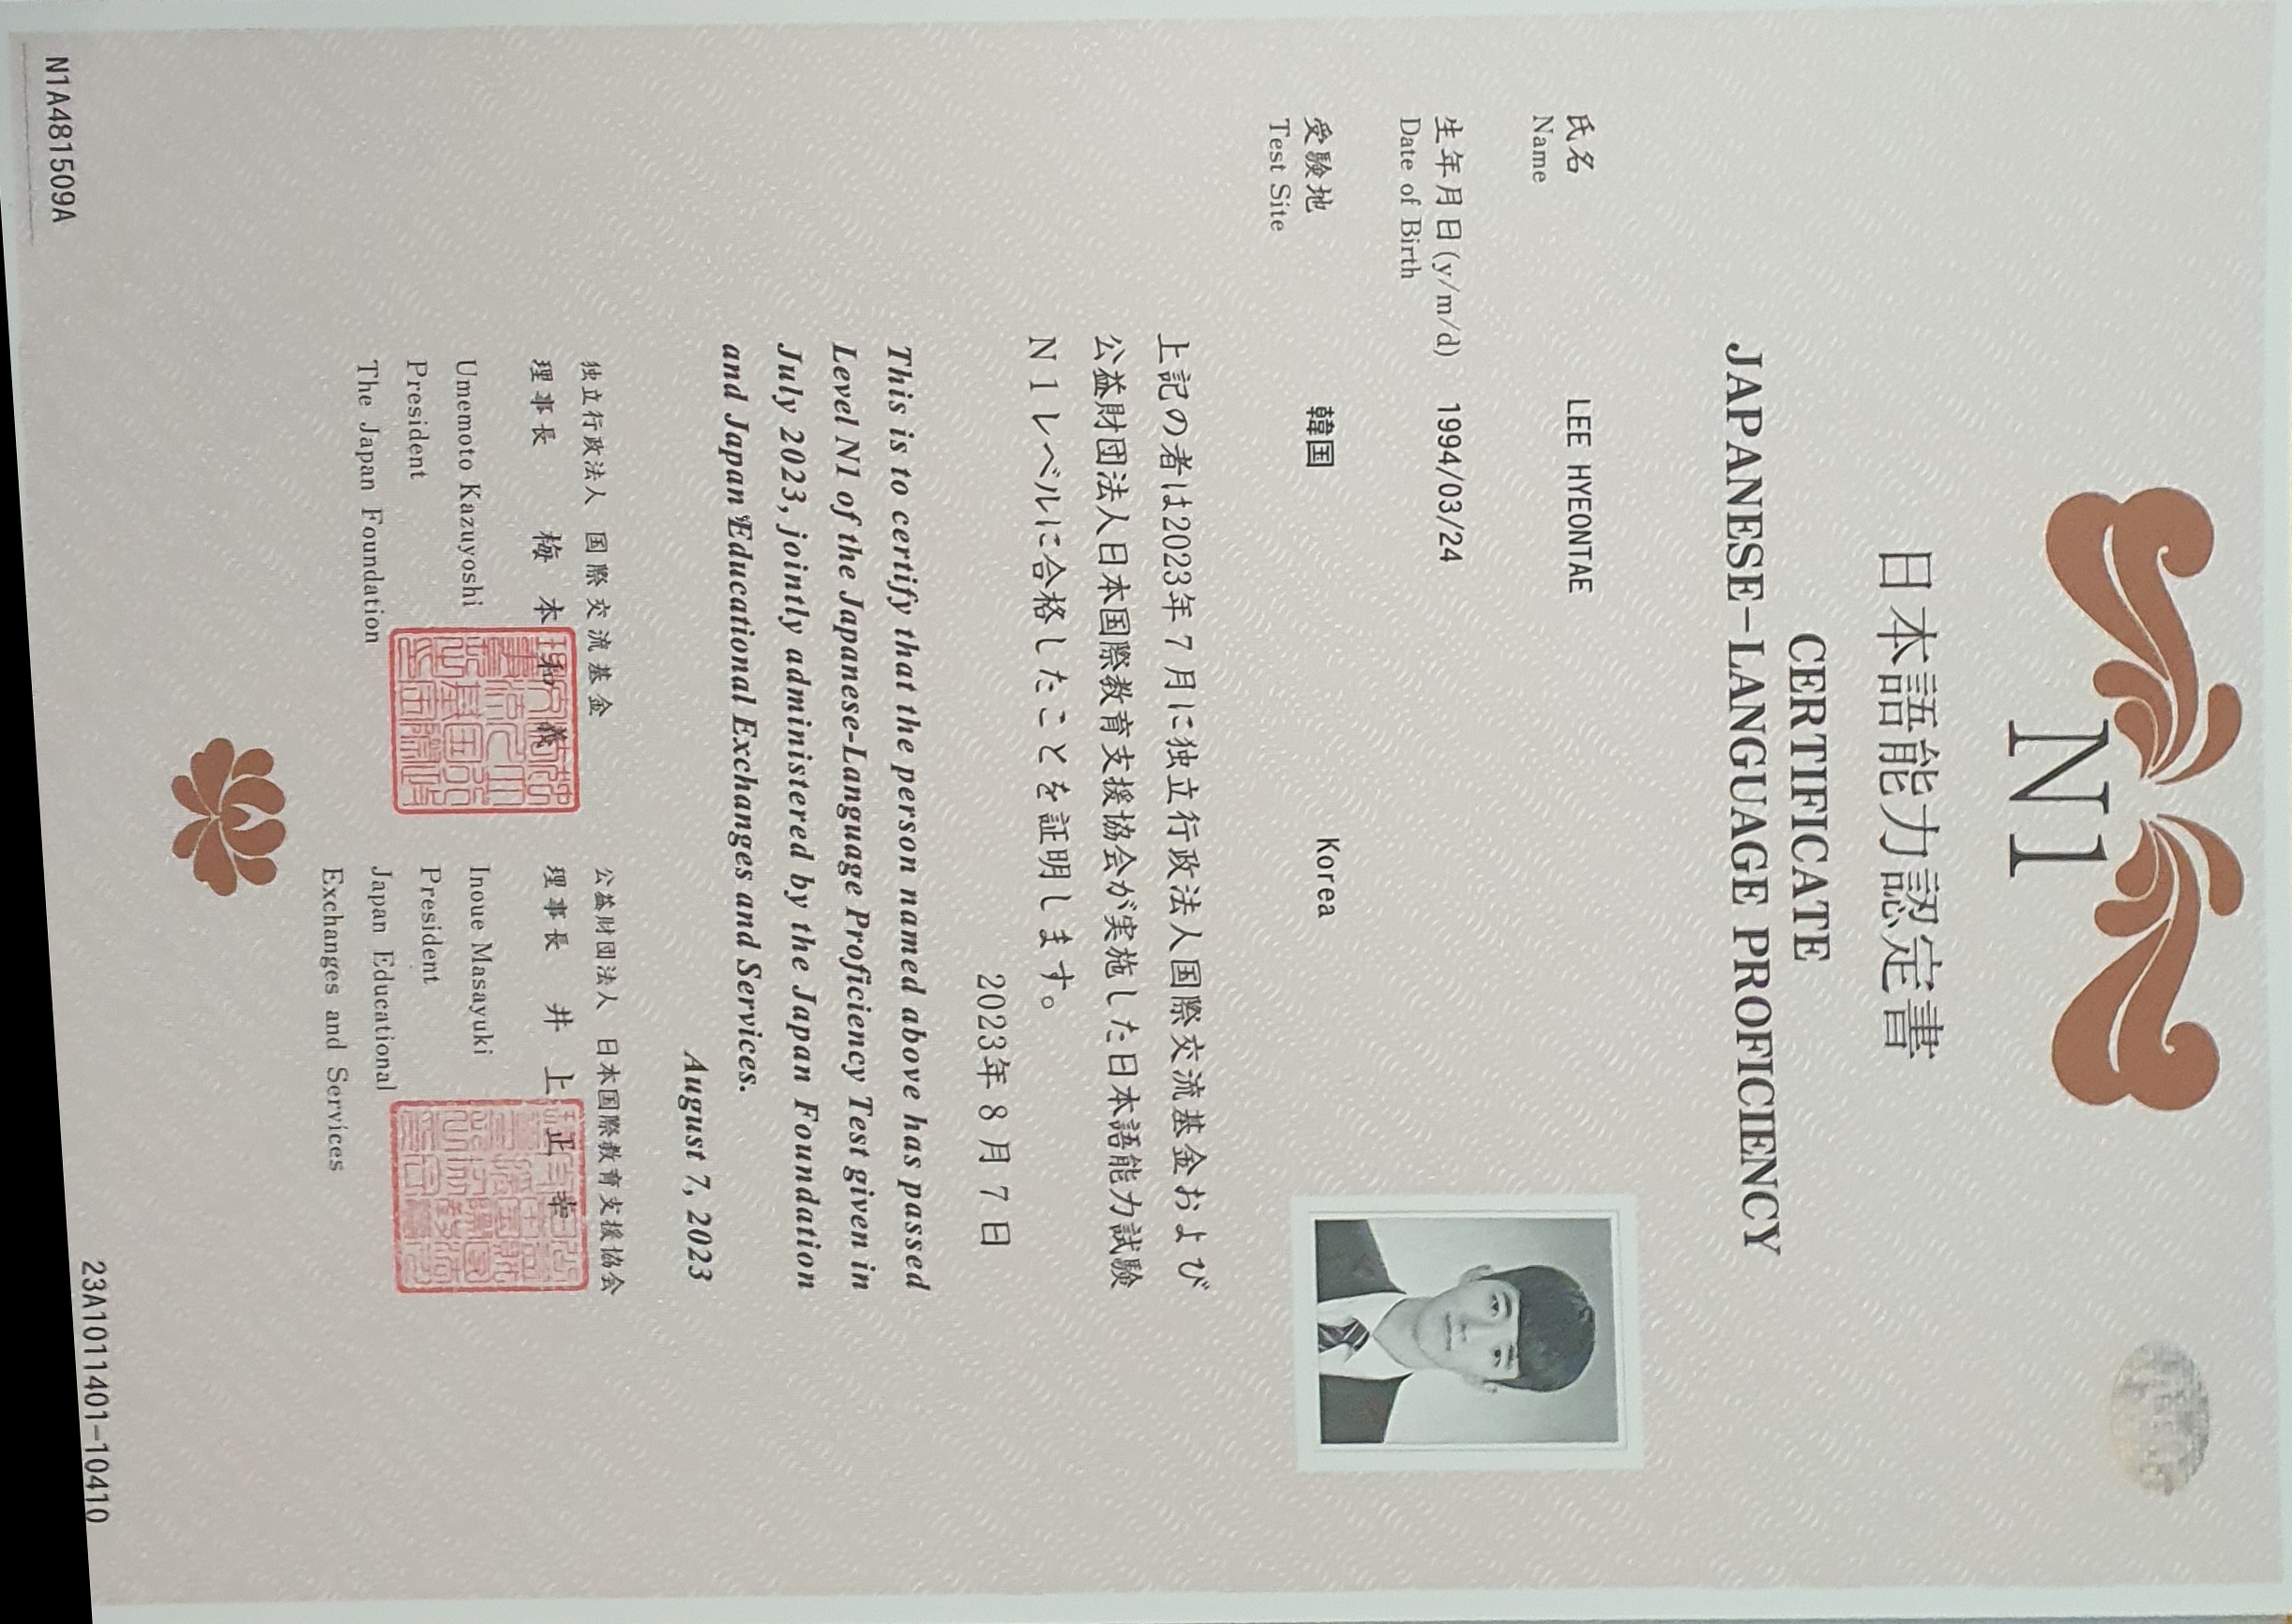 N1
日本語能力認定書
CERTIFICATE
JAPANESE-LANGUAGE PROFICIENCY
氏名 LEE HYEONTAE
Name
生年月日(y/m/d) 1994/03/24
Date of Birth
受験地 韓国 Korea
Test Site
上記の者は2023年7月に独立行政法人国際交流基金および
公益財団法人日本国際教育支援協会が実施した日本語能力試験
N1レベルに合格したことを証明します。
2023年8月7日
This is to certify that the person named above has passed
Level N1 of the Japanese-Language Proficiency Test given in
July 2023, jointly administered by the Japan Foundation
and Japan Educational Exchanges and Services.
August 7, 2023
独立行政法人 国際交流基金
理事長 梅本和義
Umemoto Kazuyoshi
President
The Japan Foundation
公益財団法人 日本国際教育支援協会
理事長 井上正幸
Inoue Masayuki
President
Japan Educational
Exchanges and Services
N1A481509A
23A1011401-10410